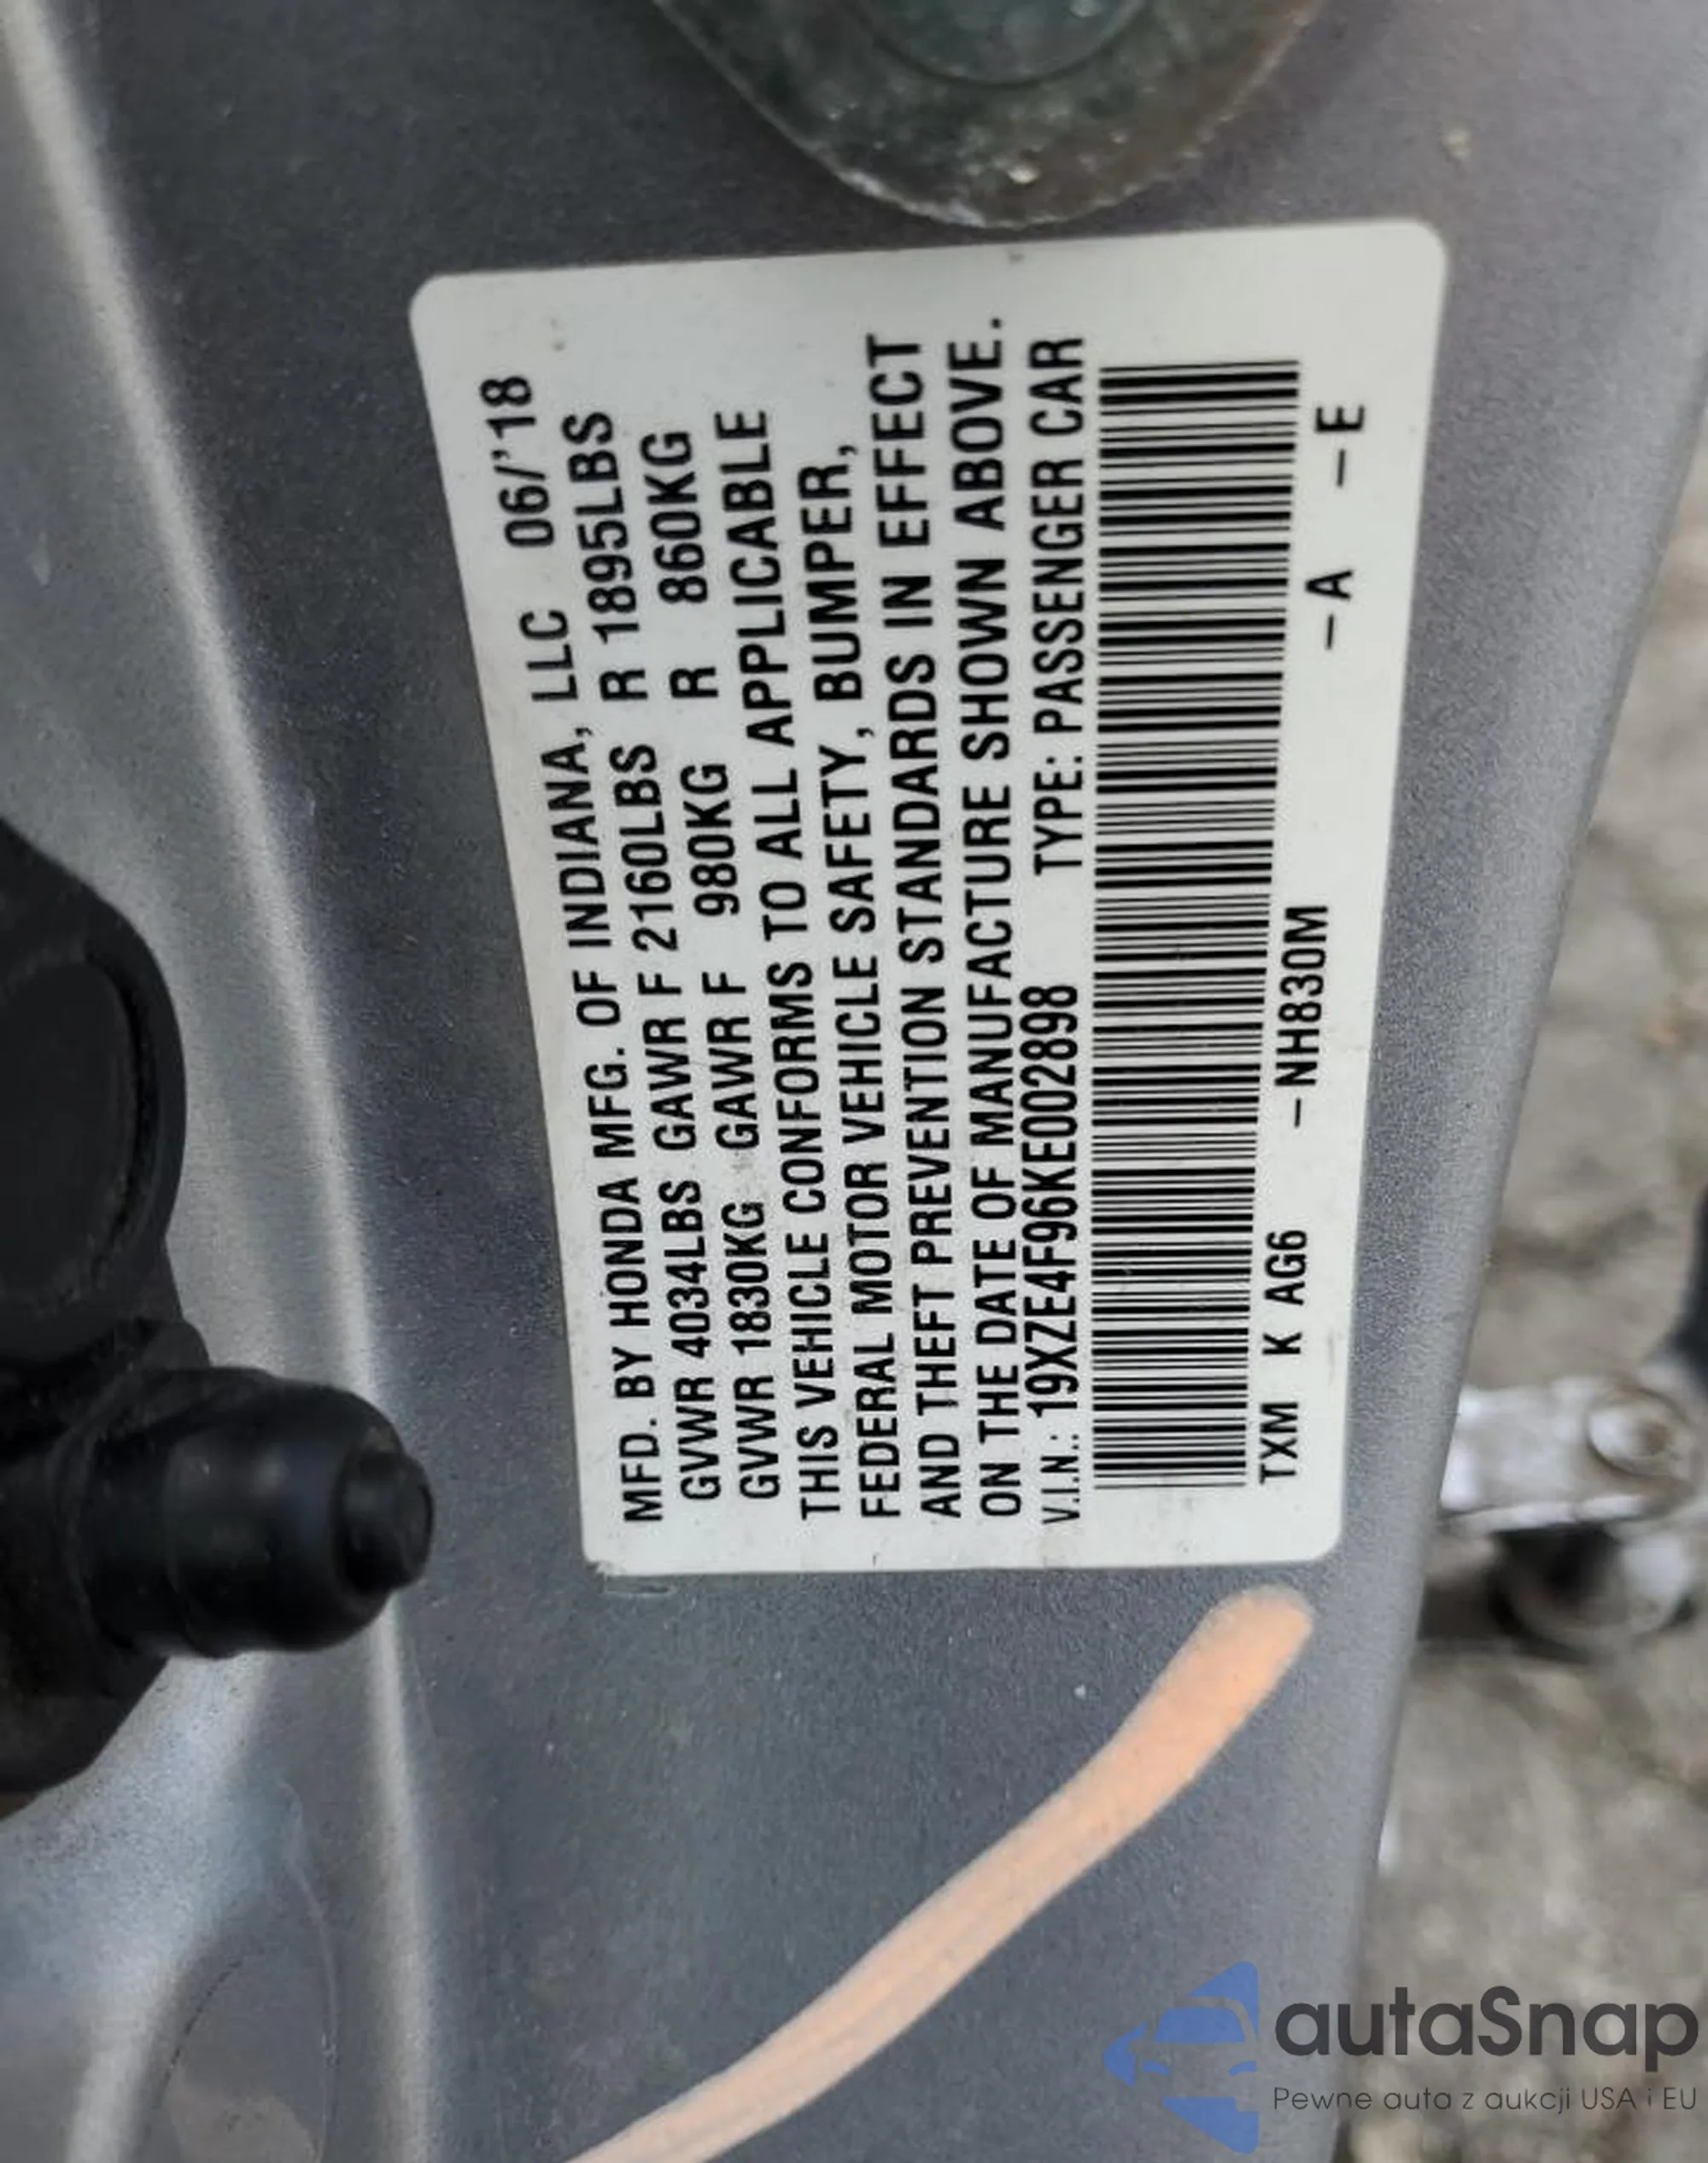 MFD. BY HONDA MFG. OF INDIANA, LLC 06/'18
GVWR 4034LBS GAWR F 2160LBS R 1895LBS
GVWR 1830KG GAWR F 980KG R 860KG
THIS VEHICLE CONFORMS TO ALL APPLICABLE
FEDERAL MOTOR VEHICLE SAFETY, BUMPER,
AND THEFT PREVENTION STANDARDS IN EFFECT
ON THE DATE OF MANUFACTURE SHOWN ABOVE.
V.I.N.: 19XZE4F96KE002898 TYPE: PASSENGER CAR
TXM K AG6 –NH830M –A –E
autaSnap
Pewne auta z aukcji USA i EU